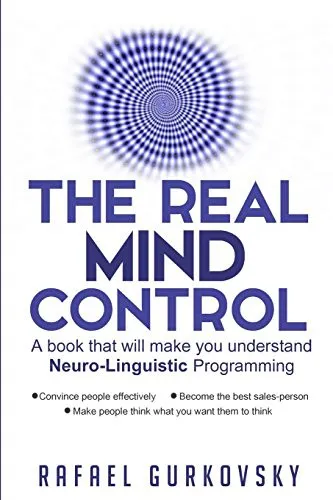 THE REAL
MIND
CONTROL
A book that will make you understand
Neuro-Linguistic Programming
●Convince people effectively ●Become the best sales-person
●Make people think what you want them to think
RAFAEL GURKOVSKY